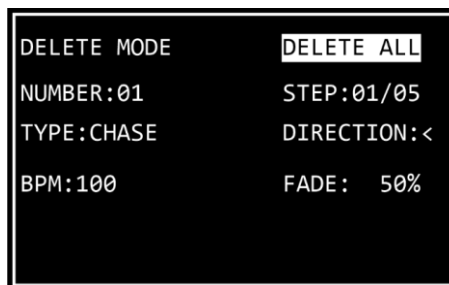 DELETE MODE DELETE ALL
NUMBER:01 STEP:01/05
TYPE:CHASE DIRECTION:<
BPM:100 FADE: 50%